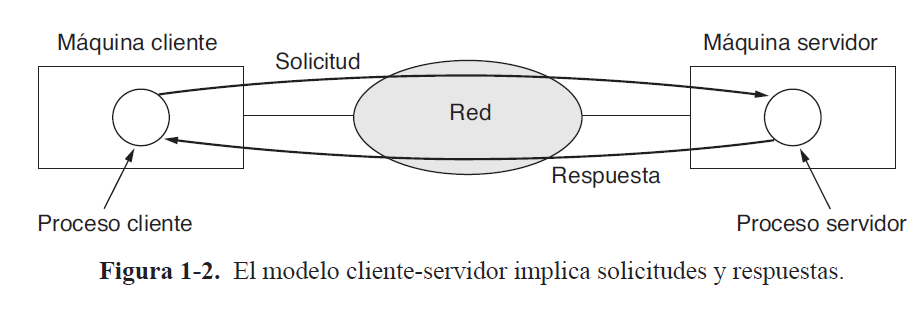 Máquina cliente
Máquina servidor
Solicitud
Red
Respuesta
Proceso cliente
Proceso servidor
Figura 1-2. El modelo cliente-servidor implica solicitudes y respuestas.